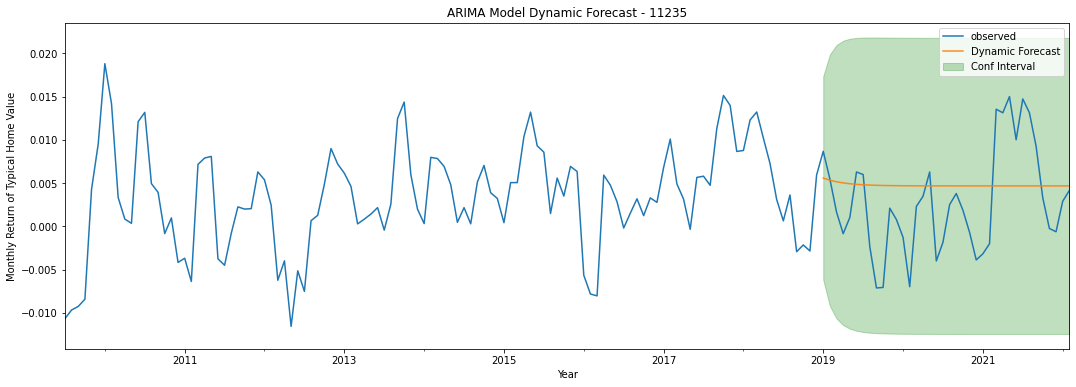 ARIMA Model Dynamic Forecast - 11235
observed
Dynamic Forecast
Conf Interval
Monthly Return of Typical Home Value
0.020
0.015
0.010
0.005
0.000
−0.005
−0.010
2011
2013
2015
2017
2019
2021
Year